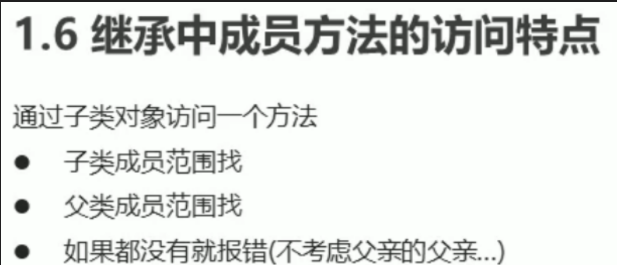 1.6 继承中成员方法的访问特点
通过子类对象访问一个方法
● 子类成员范围找
● 父类成员范围找
● 如果都没有就报错(不考虑父亲的父亲...)